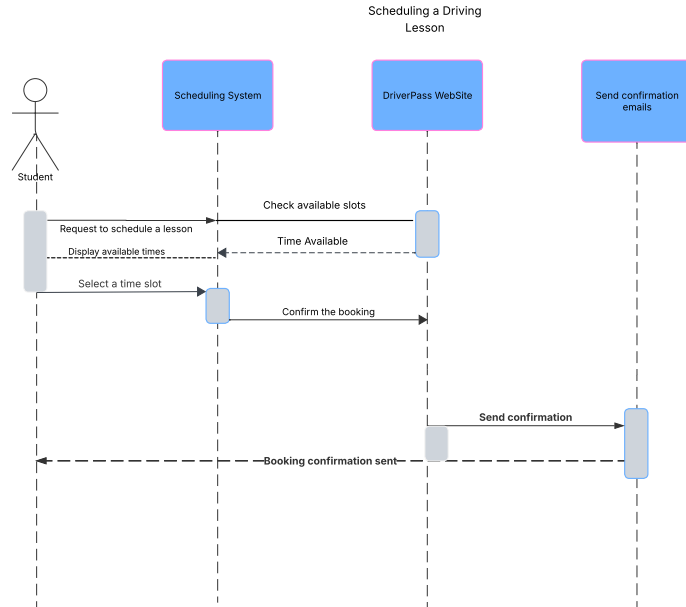 Scheduling a Driving
Lesson
Scheduling System
DriverPass WebSite
Send confirmation
emails
Student
Check available slots
Request to schedule a lesson
Time Available
Display available times
Select a time slot
Confirm the booking
Send confirmation
Booking confirmation sent